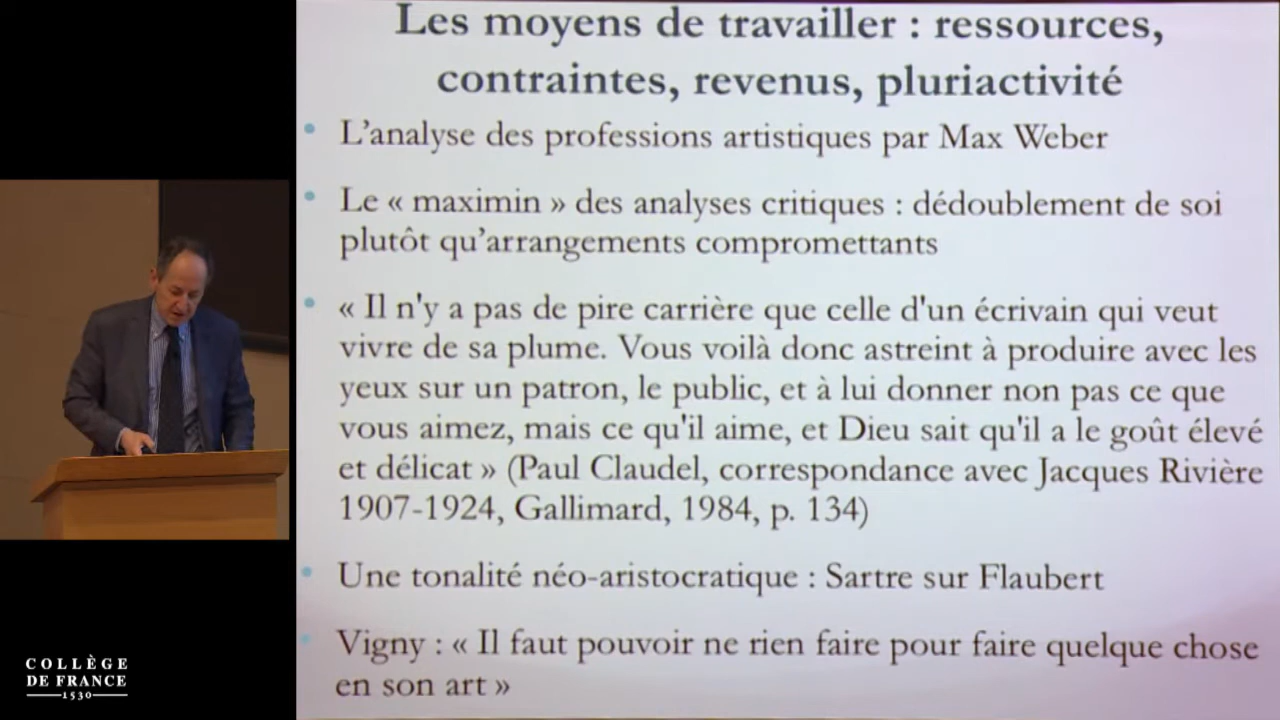 Les moyens de travailler : ressources,
contraintes, revenus, pluriactivité
• L’analyse des professions artistiques par Max Weber
• Le « maximin » des analyses critiques : dédoublement de soi
plutôt qu’arrangements compromettants
• « Il n'y a pas de pire carrière que celle d'un écrivain qui veut
vivre de sa plume. Vous voilà donc astreint à produire avec les
yeux sur un patron, le public, et à lui donner non pas ce que
vous aimez, mais ce qu'il aime, et Dieu sait qu'il a le goût élevé
et délicat » (Paul Claudel, correspondance avec Jacques Rivière
1907-1924, Gallimard, 1984, p. 134)
• Une tonalité néo-aristocratique : Sartre sur Flaubert
• Vigny : « Il faut pouvoir ne rien faire pour faire quelque chose
en son art »
COLLÈGE
DE FRANCE
1530